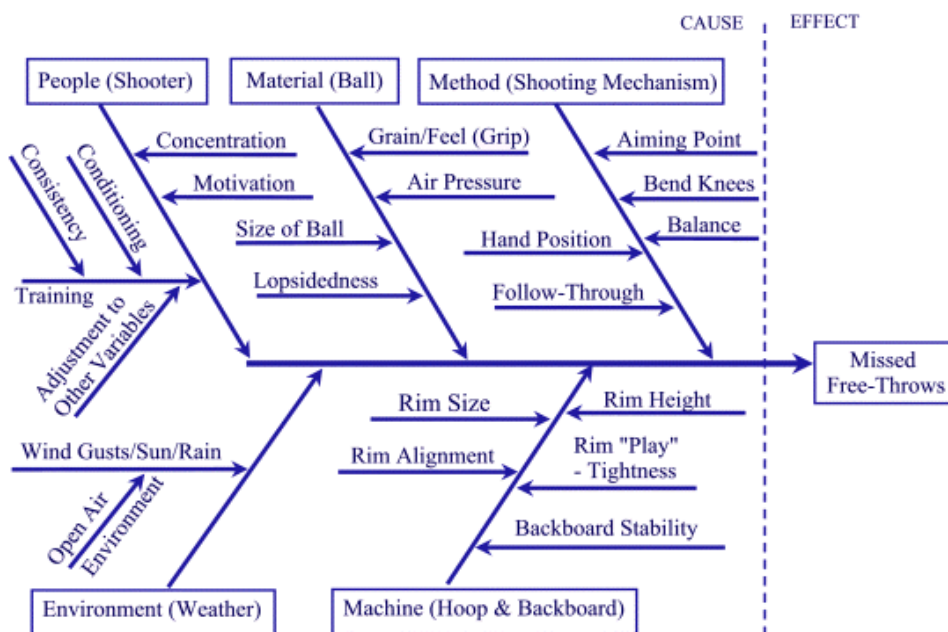 CAUSE
EFFECT
People (Shooter)
Material (Ball)
Method (Shooting Mechanism)
Concentration
Motivation
Consistency
Conditioning
Training
Adjustment to
Other Variables
Grain/Feel (Grip)
Air Pressure
Size of Ball
Lopsidedness
Aiming Point
Bend Knees
Balance
Hand Position
Follow-Through
Missed
Free-Throws
Wind Gusts/Sun/Rain
Open Air
Environment
Rim Size
Rim Height
Rim Alignment
Rim "Play"
- Tightness
Backboard Stability
Environment (Weather)
Machine (Hoop & Backboard)